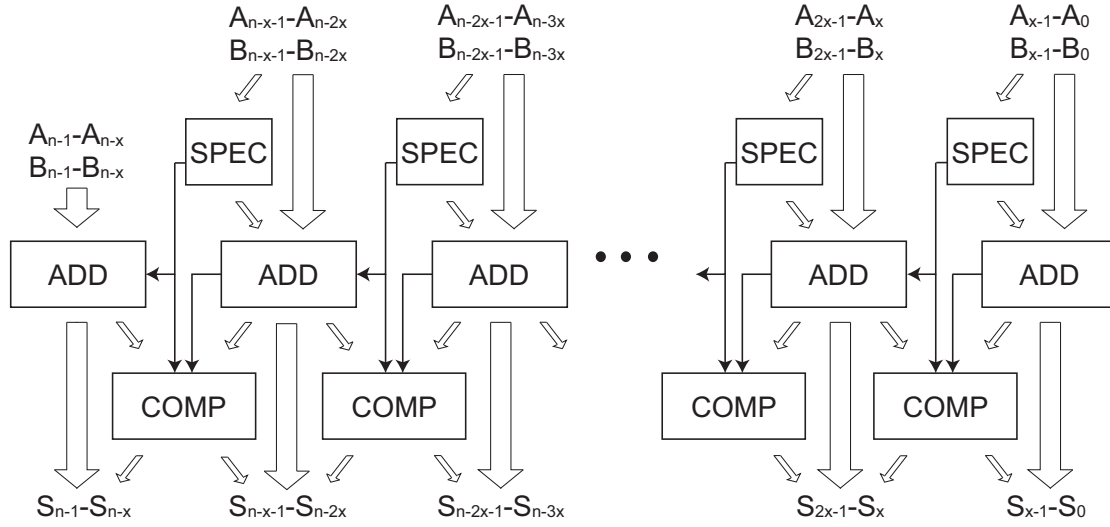 Aₙ₋ₓ₋₁-Aₙ₋₂ₓ Aₙ₋₂ₓ₋₁-Aₙ₋₃ₓ A₂ₓ₋₁-Aₓ Aₓ₋₁-A₀
Bₙ₋ₓ₋₁-Bₙ₋₂ₓ Bₙ₋₂ₓ₋₁-Bₙ₋₃ₓ B₂ₓ₋₁-Bₓ Bₓ₋₁-B₀
Aₙ₋₁-Aₙ₋ₓ
Bₙ₋₁-Bₙ₋ₓ
SPEC SPEC SPEC SPEC
ADD ADD ADD • • • ADD ADD
COMP COMP COMP COMP
Sₙ₋₁-Sₙ₋ₓ Sₙ₋ₓ₋₁-Sₙ₋₂ₓ Sₙ₋₂ₓ₋₁-Sₙ₋₃ₓ S₂ₓ₋₁-Sₓ Sₓ₋₁-S₀